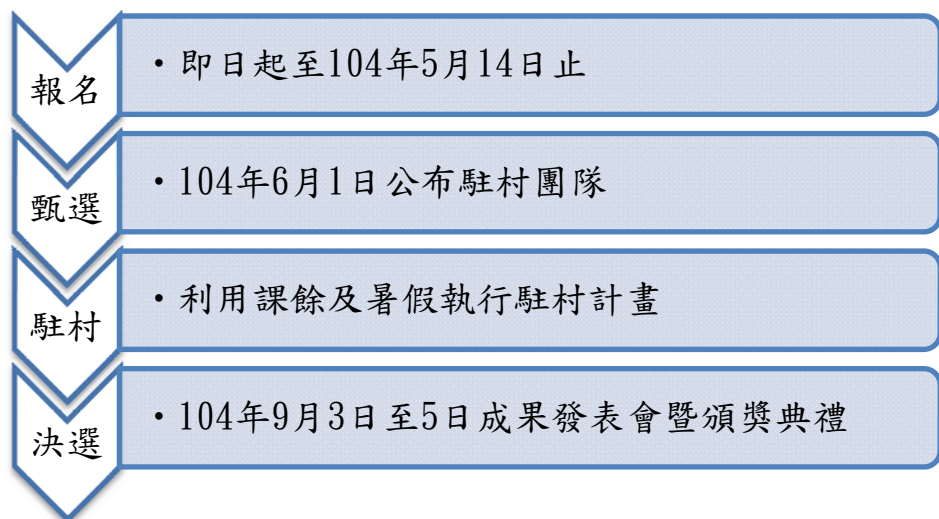 報名
•即日起至104年5月14日止
甄選
•104年6月1日公布駐村團隊
駐村
•利用課餘及暑假執行駐村計畫
決選
•104年9月3日至5日成果發表會暨頒獎典禮